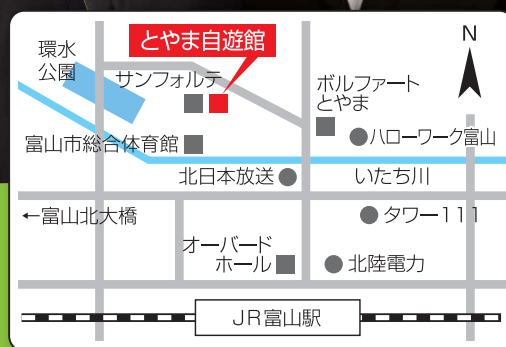 N
環水
公園
とやま自遊館
サンフォルテ
ボルファート
とやま
富山市総合体育館
ハローワーク富山
北日本放送
いたち川
←富山北大橋
タワー111
オーバード
ホール
北陸電力
JR富山駅